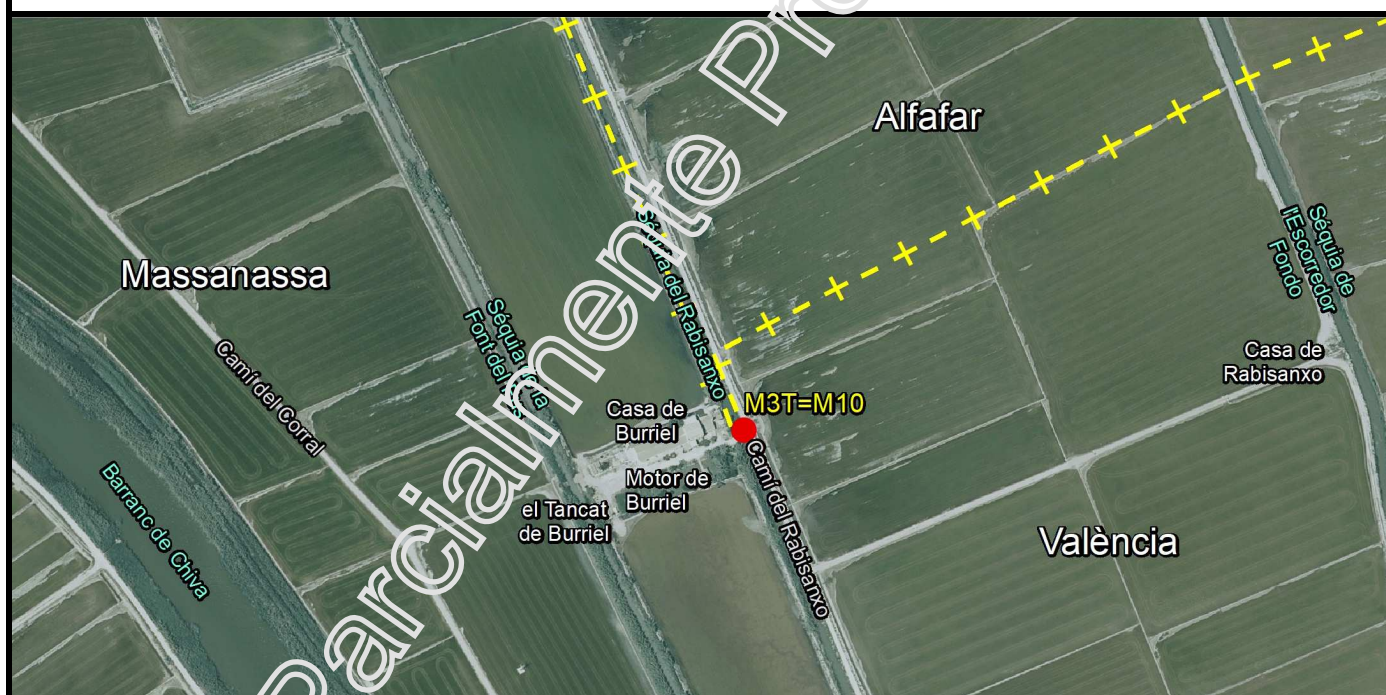 Alfafar
Massanassa
Séquia del Rabisanxo
Séquia de
l'Escorredor
Fondo
Séquia
Font del
Camí del Corral
Casa de
Rabisanxo
M3T=M10
Casa de
Burriel
Camí del Rabisanxo
Motor de
Burriel
el Tancat
de Burriel
Barranc de Chiva
València
Parcialmente